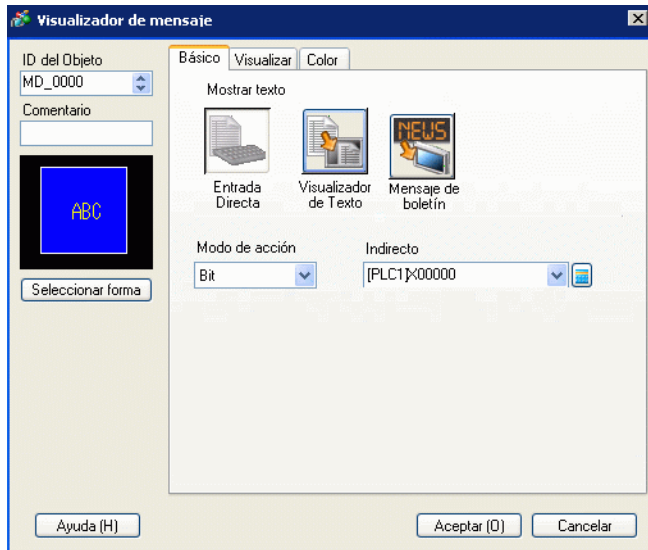 Visualizador de mensaje
ID del Objeto
MD_0000
Comentario
ABC
Seleccionar forma
Básico
Visualizar
Color
Mostrar texto
NEWS
Entrada
Directa
Visualizador
de Texto
Mensaje de
boletín
Modo de acción
Bit
Indirecto
[PLC1]X00000
Ayuda (H)
Aceptar (O)
Cancelar